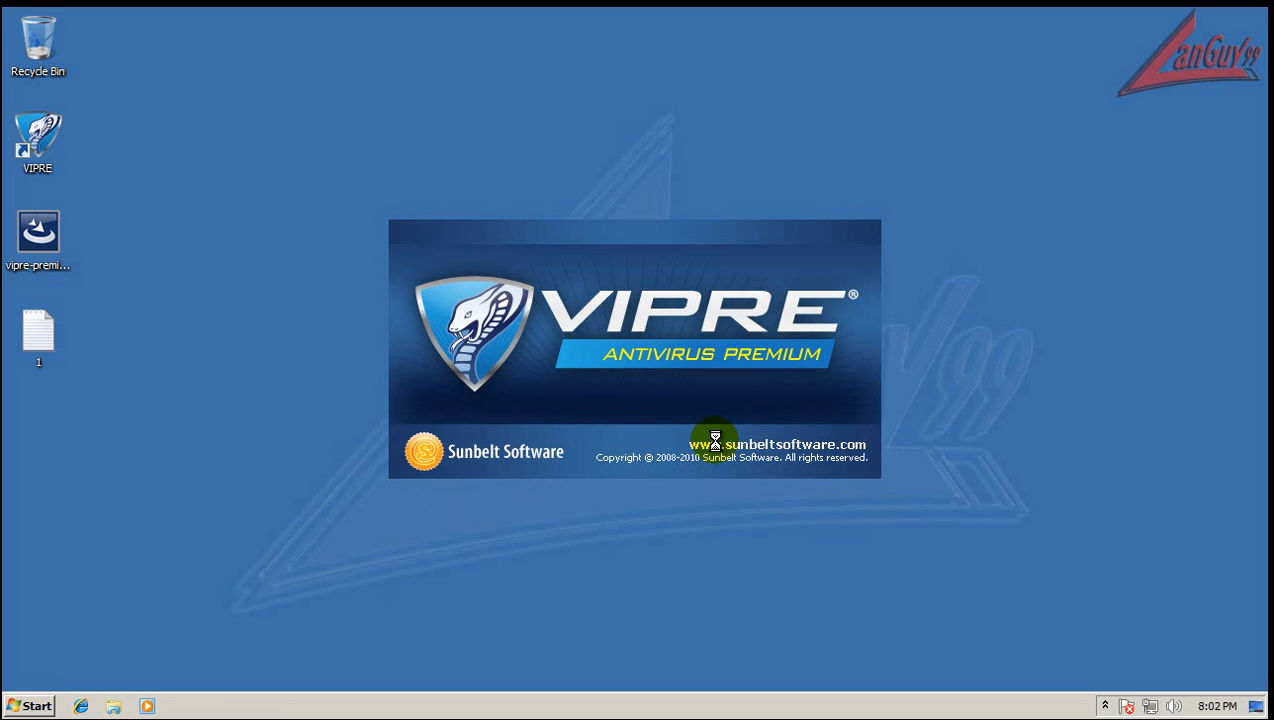 LanGuy99
Recycle Bin
VIPRE
vipre-premi...
1
VIPRE®
ANTIVIRUS PREMIUM
Sunbelt Software
www.sunbeltsoftware.com
Copyright © 2008-2010 Sunbelt Software. All rights reserved.
y99
Start
8:02 PM